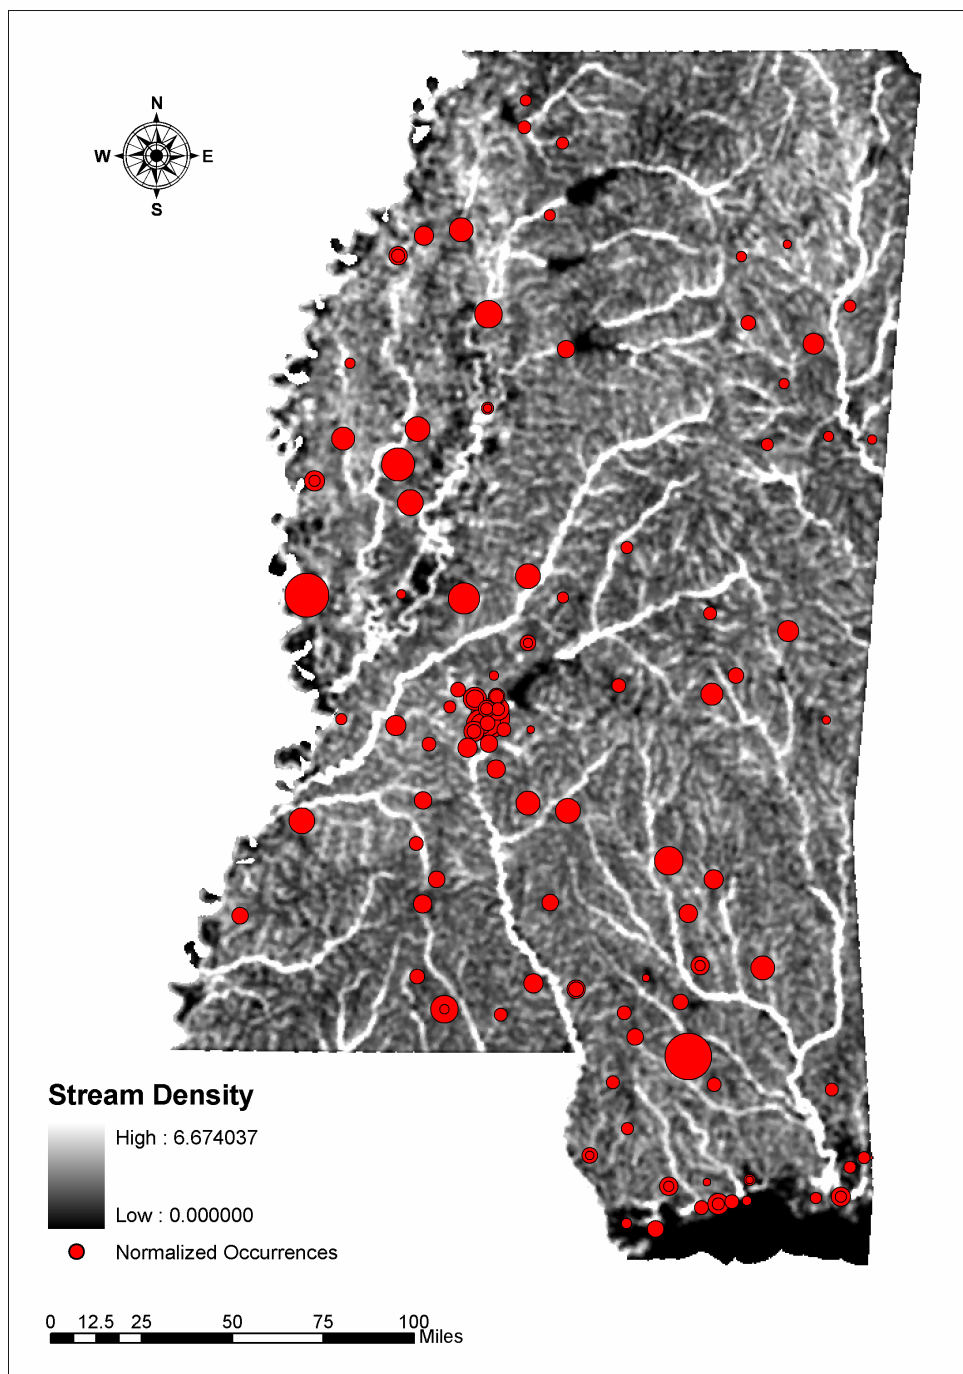 N
W E
S
Stream Density
High : 6.674037
Low : 0.000000
Normalized Occurrences
0 12.5 25 50 75 100
Miles